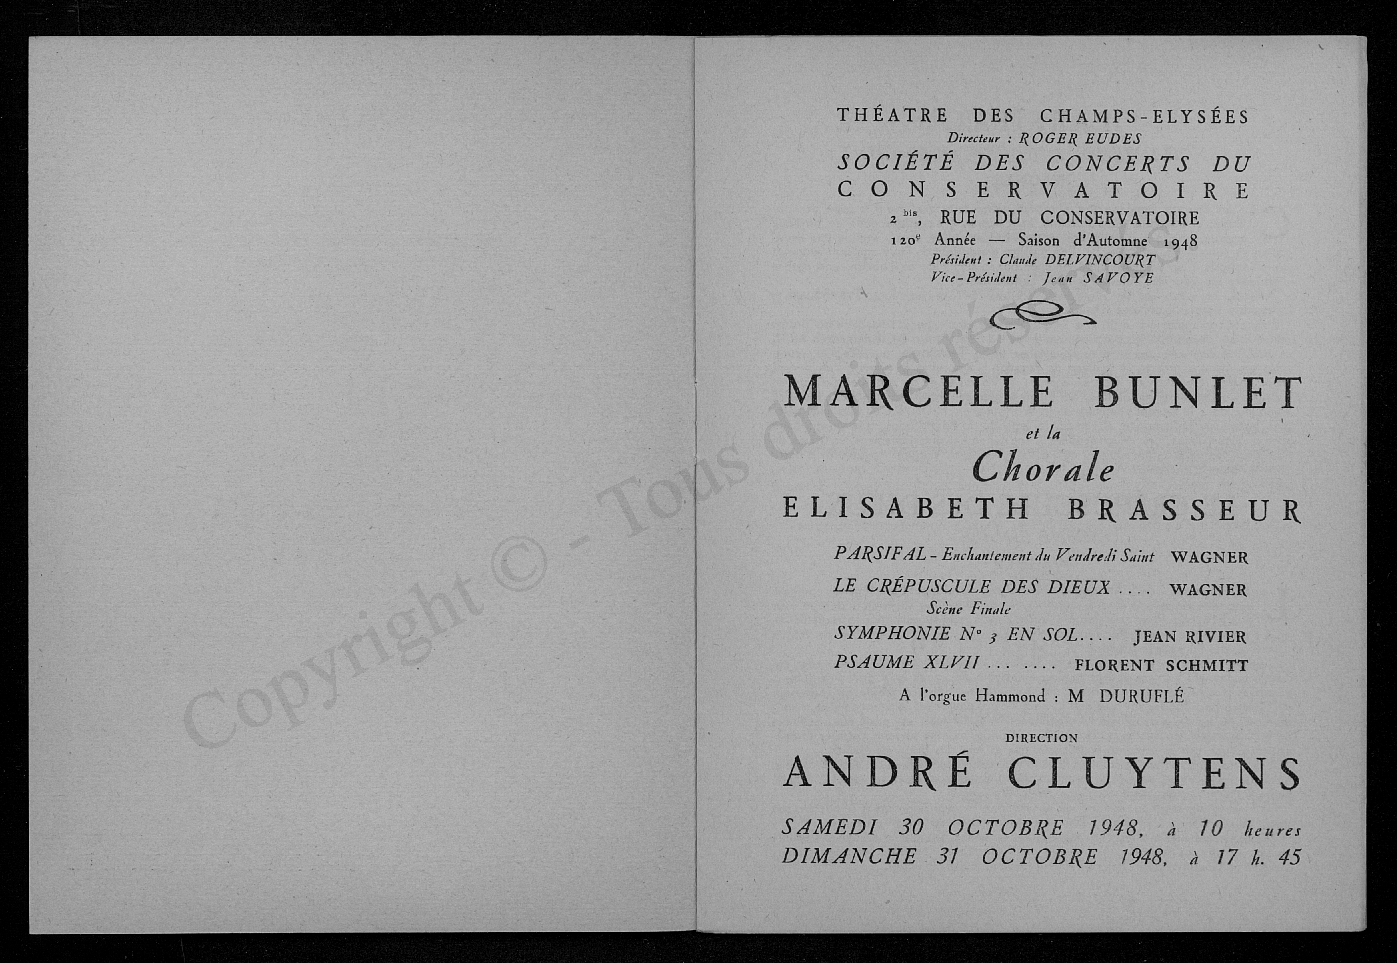 THÉATRE DES CHAMPS-ELYSÉES
Directeur : ROGER EUDES
SOCIÉTÉ DES CONCERTS DU
CONSERVATOIRE
2 bis, RUE DU CONSERVATOIRE
120e Année — Saison d'Automne 1948
Président : Claude DELVINCOURT
Vice-Président : Jean SAVOYE
MARCELLE BUNLET
et la
Chorale
ELISABETH BRASSEUR
PARSIFAL - Enchantement du Vendredi Saint WAGNER
LE CRÉPUSCULE DES DIEUX .... WAGNER
Scène Finale
SYMPHONIE No 3 EN SOL.... JEAN RIVIER
PSAUME XLVII ... .... FLORENT SCHMITT
A l'orgue Hammond : M DURUFLÉ
DIRECTION
ANDRÉ CLUYTENS
SAMEDI 30 OCTOBRE 1948, à 10 heures
DIMANCHE 31 OCTOBRE 1948, à 17 h. 45
Copyright © - Tous droits réservés.